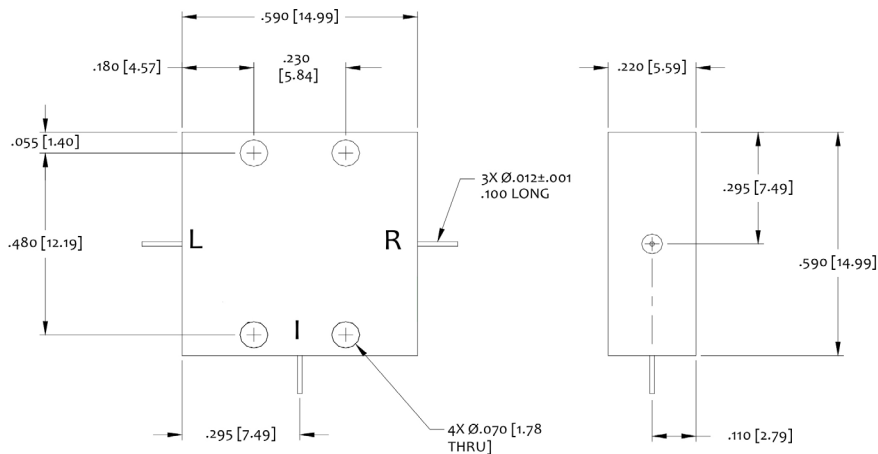 .590 [14.99]
.180 [4.57]
.230
[5.84]
.220 [5.59]
.055 [1.40]
3X Ø.012±.001
.100 LONG
.295 [7.49]
.480 [12.19]
L
R
.590 [14.99]
I
.295 [7.49]
4X Ø.070 [1.78
THRU]
.110 [2.79]